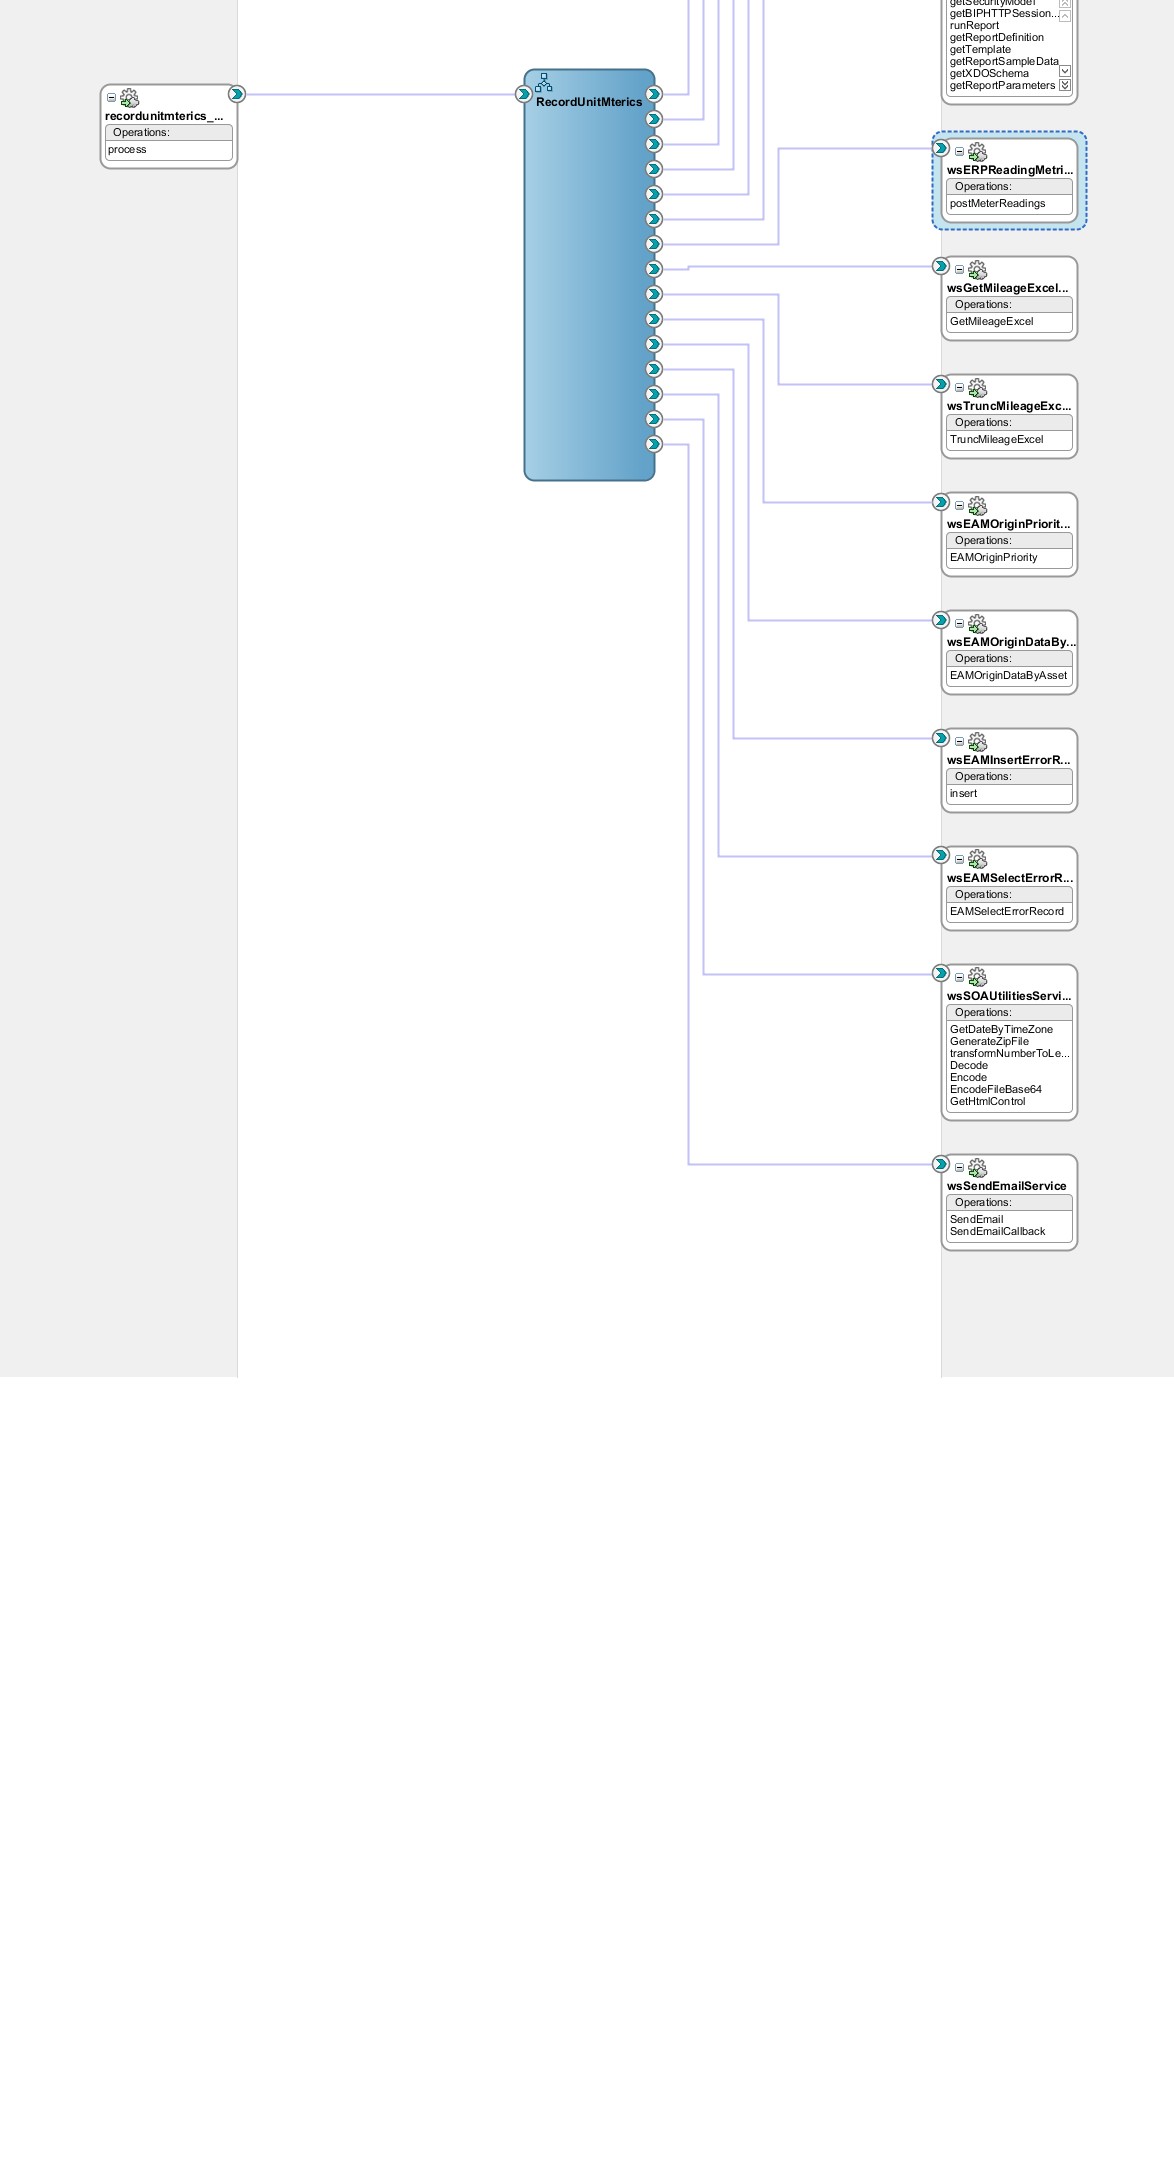 getSecurityModel
getBIPHTTPSession...
runReport
getReportDefinition
getTemplate
getReportSampleData
getXDOSchema
getReportParameters
recordunitmterics_...
Operations:
process
RecordUnitMterics
wsERPReadingMetri...
Operations:
postMeterReadings
wsGetMileageExcel...
Operations:
GetMileageExcel
wsTruncMileageExc...
Operations:
TruncMileageExcel
wsEAMOriginPriorit...
Operations:
EAMOriginPriority
wsEAMOriginDataBy...
Operations:
EAMOriginDataByAsset
wsEAMInsertErrorR...
Operations:
insert
wsEAMSelectErrorR...
Operations:
EAMSelectErrorRecord
wsSOAUtilitiesServi...
Operations:
GetDateByTimeZone
GenerateZipFile
transformNumberToLe...
Decode
Encode
EncodeFileBase64
GetHtmlControl
wsSendEmailService
Operations:
SendEmail
SendEmailCallback